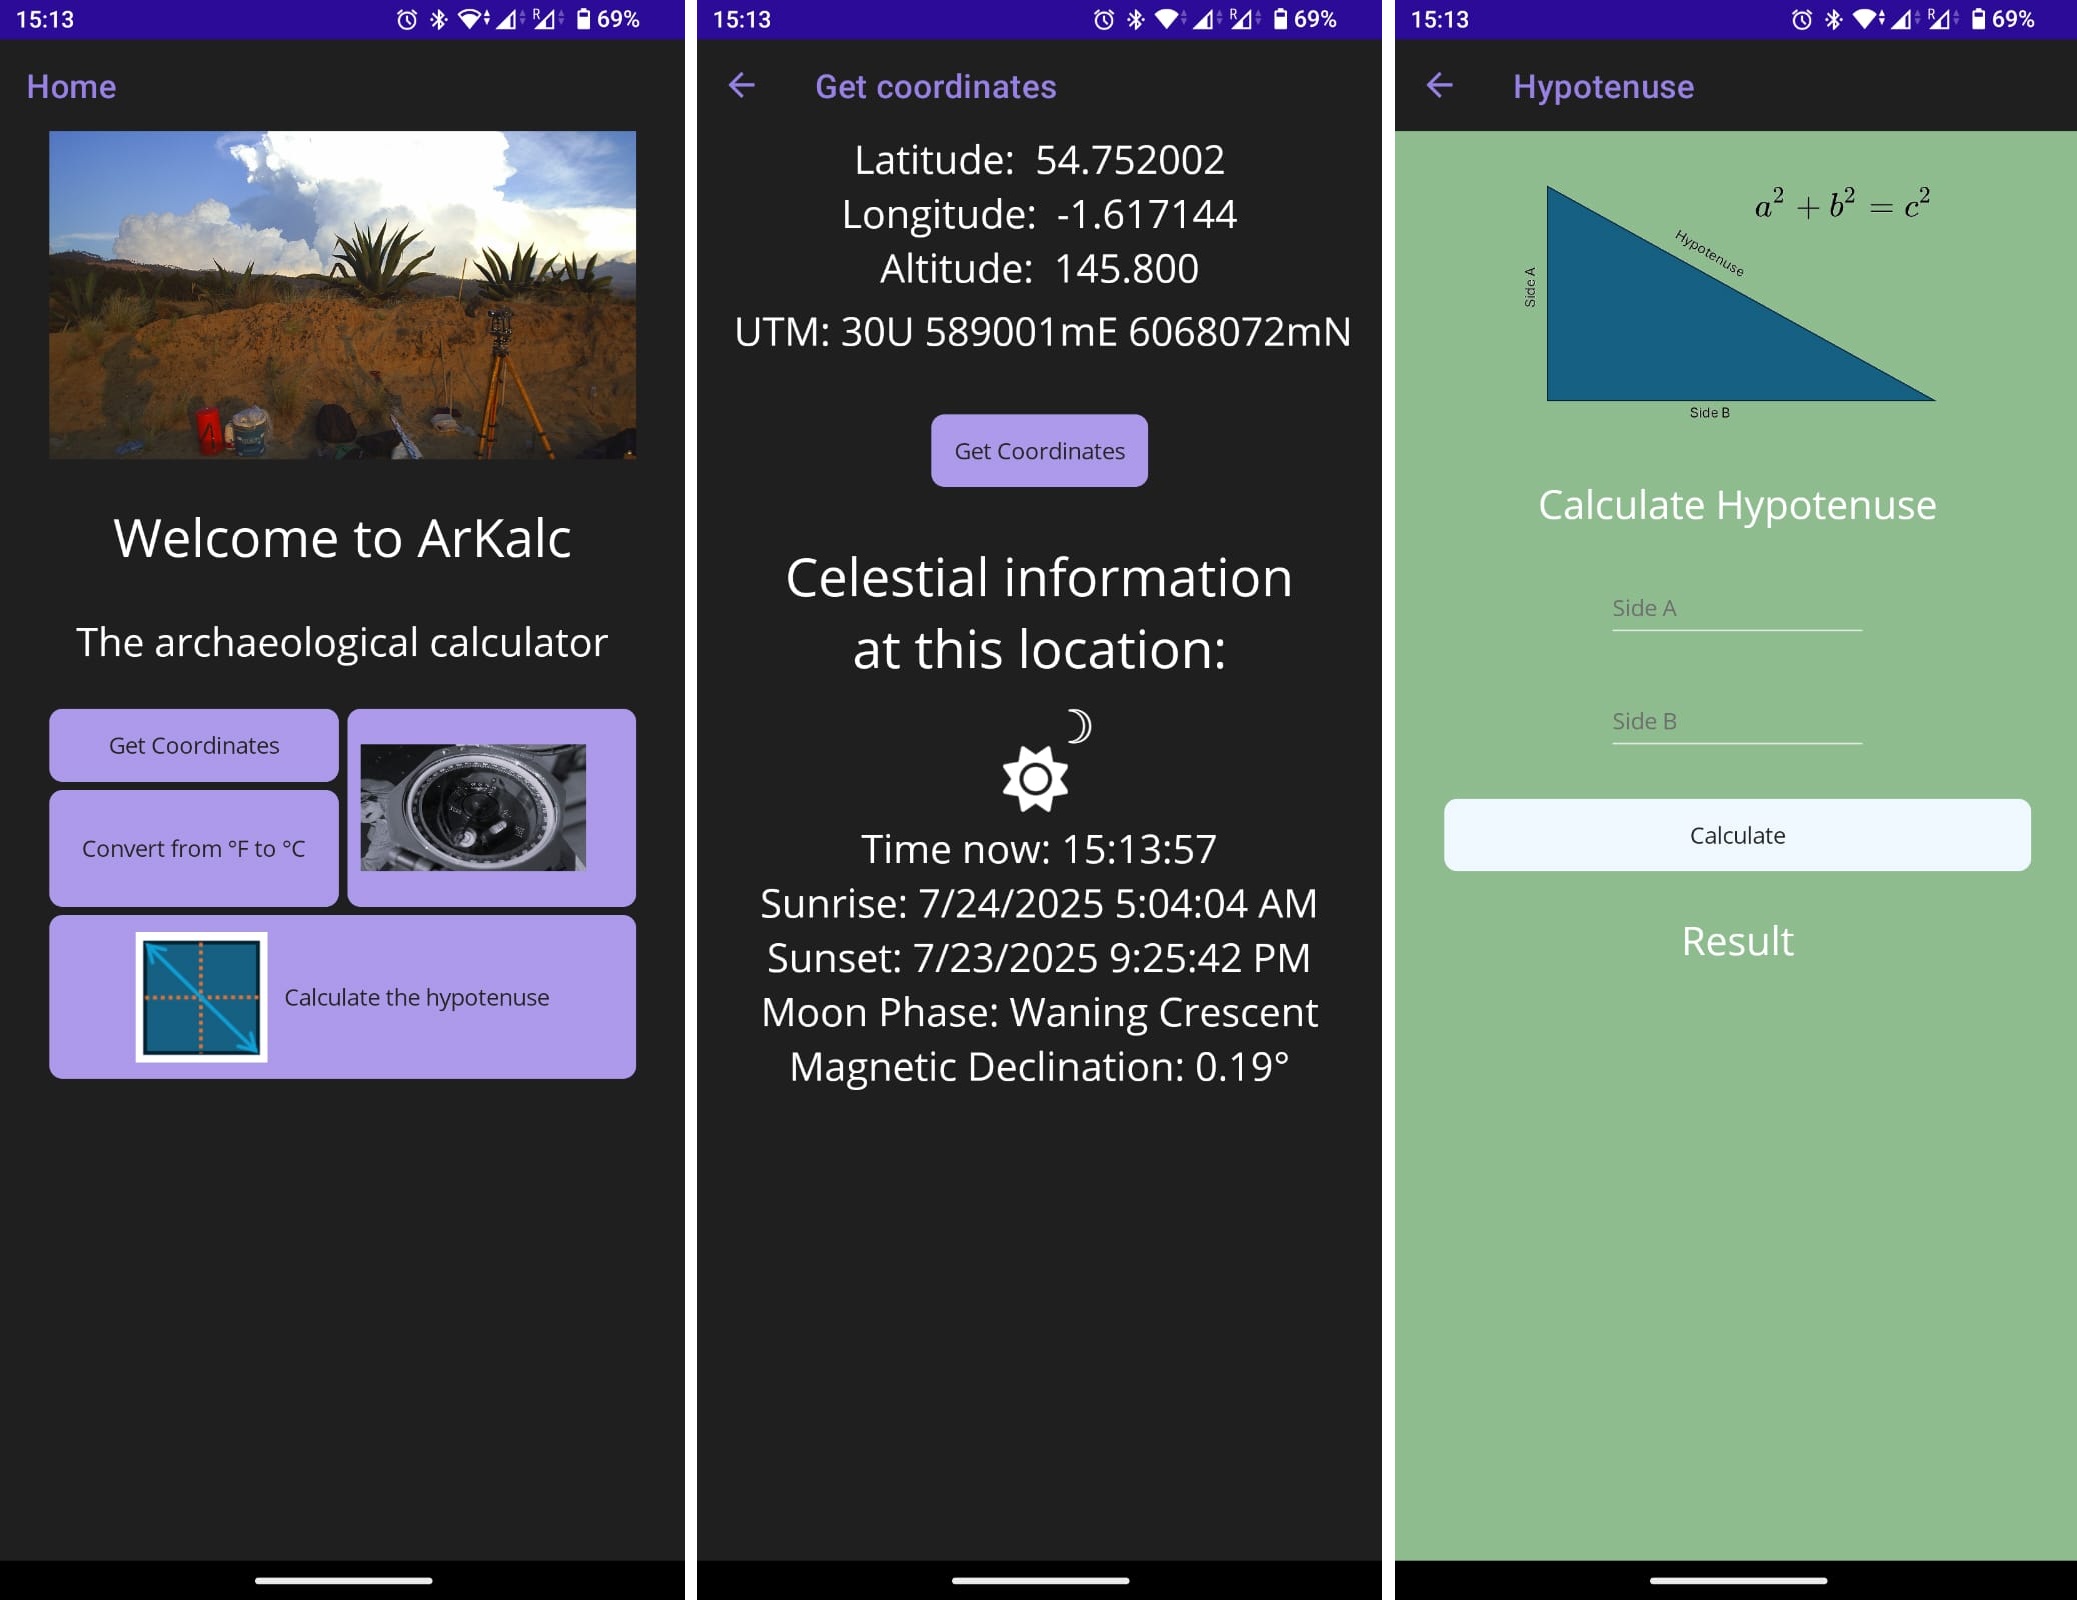 15:13
R
69%
Home
Welcome to ArKalc
The archaeological calculator
Get Coordinates
Convert from °F to °C
Calculate the hypotenuse
15:13
R
69%
Get coordinates
Latitude: 54.752002
Longitude: -1.617144
Altitude: 145.800
UTM: 30U 589001mE 6068072mN
Get Coordinates
Celestial information
at this location:
Time now: 15:13:57
Sunrise: 7/24/2025 5:04:04 AM
Sunset: 7/23/2025 9:25:42 PM
Moon Phase: Waning Crescent
Magnetic Declination: 0.19°
15:13
R
69%
Hypotenuse
a² + b² = c²
Hypotenuse
Side A
Side B
Calculate Hypotenuse
Side A
Side B
Calculate
Result